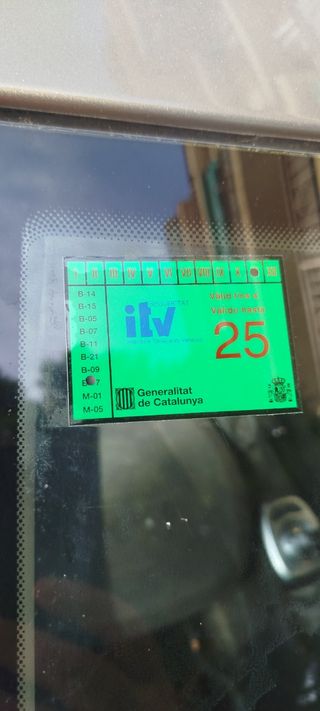 I II III IV V VI VII VIII IX X XII
B-14
B-15
B-05
B-07
B-11
B-21
B-09
M-01
M-05
SEGURETAT
itv
Vàlid fins a:
Válido hasta
25
Generalitat
de Catalunya